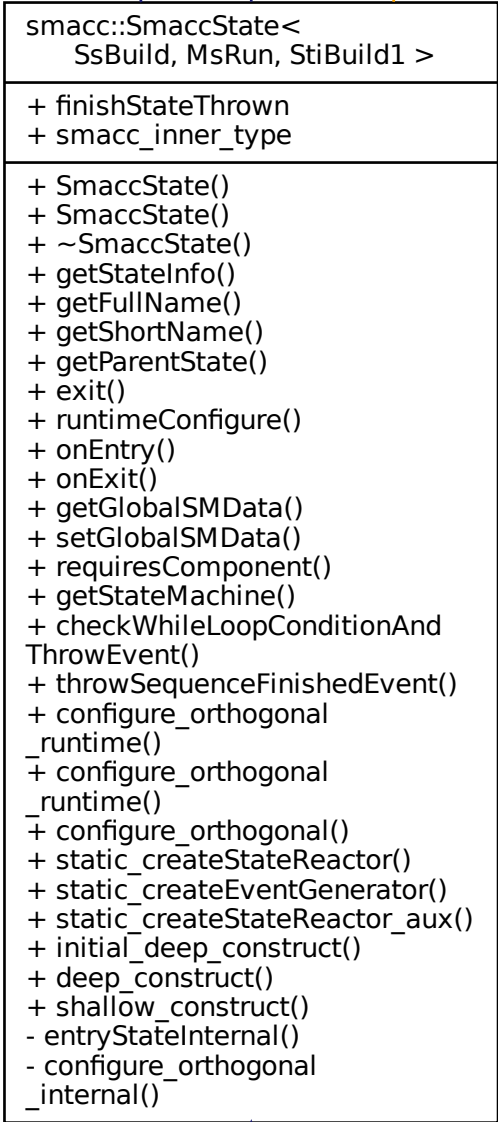 smacc::SmaccState<
SsBuild, MsRun, StiBuild1 >
+ finishStateThrown
+ smacc_inner_type
+ SmaccState()
+ SmaccState()
+ ~SmaccState()
+ getStateInfo()
+ getFullName()
+ getShortName()
+ getParentState()
+ exit()
+ runtimeConfigure()
+ onEntry()
+ onExit()
+ getGlobalSMData()
+ setGlobalSMData()
+ requiresComponent()
+ getStateMachine()
+ checkWhileLoopConditionAnd
ThrowEvent()
+ throwSequenceFinishedEvent()
+ configure_orthogonal
_runtime()
+ configure_orthogonal
_runtime()
+ configure_orthogonal()
+ static_createStateReactor()
+ static_createEventGenerator()
+ static_createStateReactor_aux()
+ initial_deep_construct()
+ deep_construct()
+ shallow_construct()
- entryStateInternal()
- configure_orthogonal
_internal()